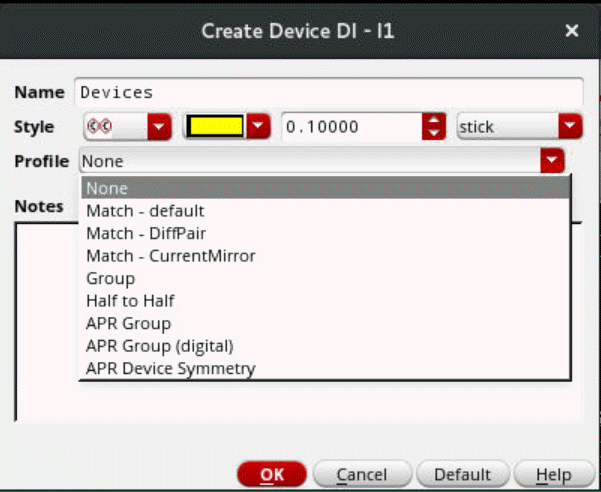 Create Device DI - I1
Name Devices
Style 0.10000 stick
Profile None
None
Match - default
Notes
Match - DiffPair
Match - CurrentMirror
Group
Half to Half
APR Group
APR Group (digital)
APR Device Symmetry
OK Cancel Default Help